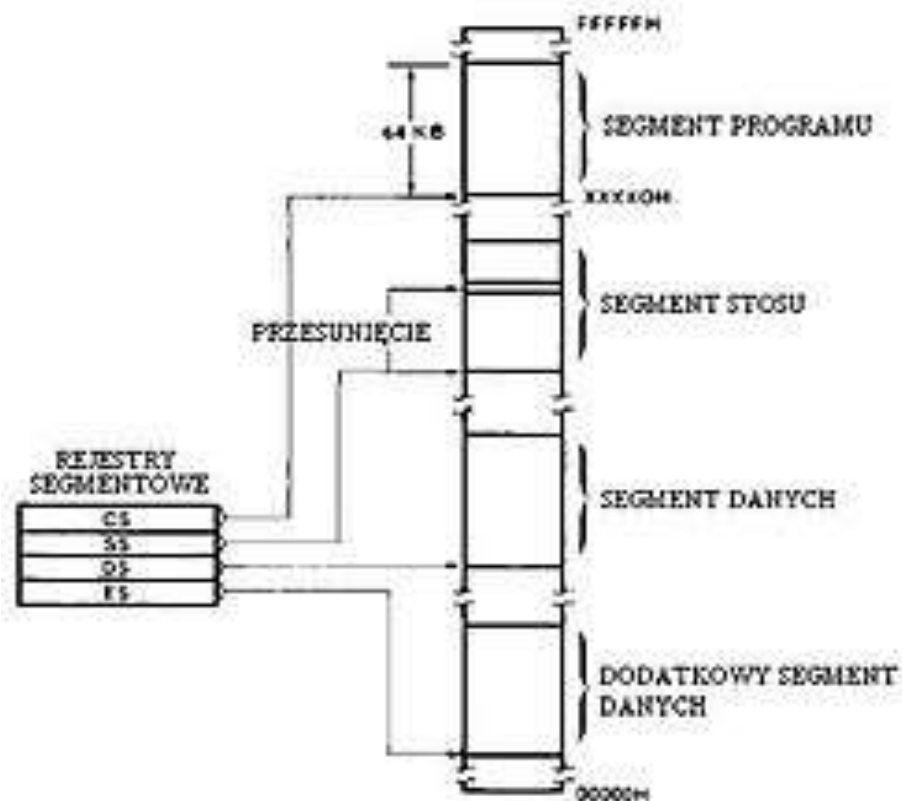 FFFFFH
64 KB
SEGMENT PROGRAMU
XXXX0H
SEGMENT STOSU
PRZESUNIĘCIE
REJESTRY
SEGMENTOWE
CS
SS
DS
ES
SEGMENT DANYCH
DODATKOWY SEGMENT
DANYCH
00000H